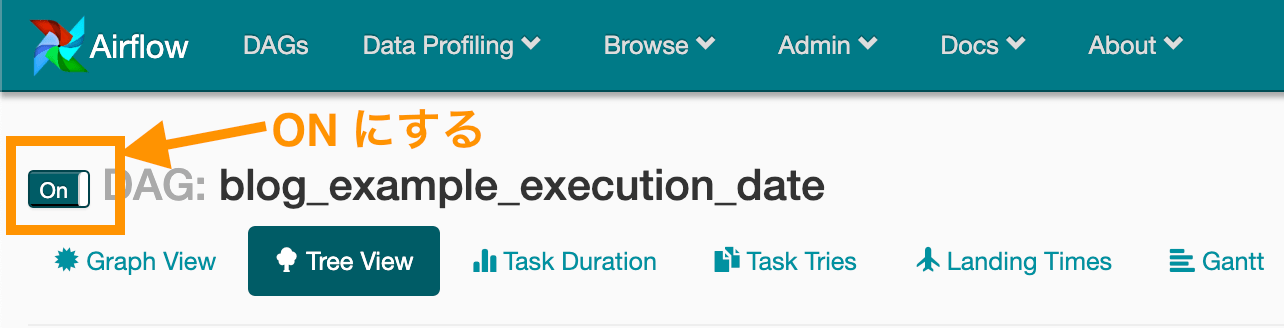 Airflow DAGs Data Profiling Browse Admin Docs About
ON にする
On DAG: blog_example_execution_date
Graph View Tree View Task Duration Task Tries Landing Times Gantt